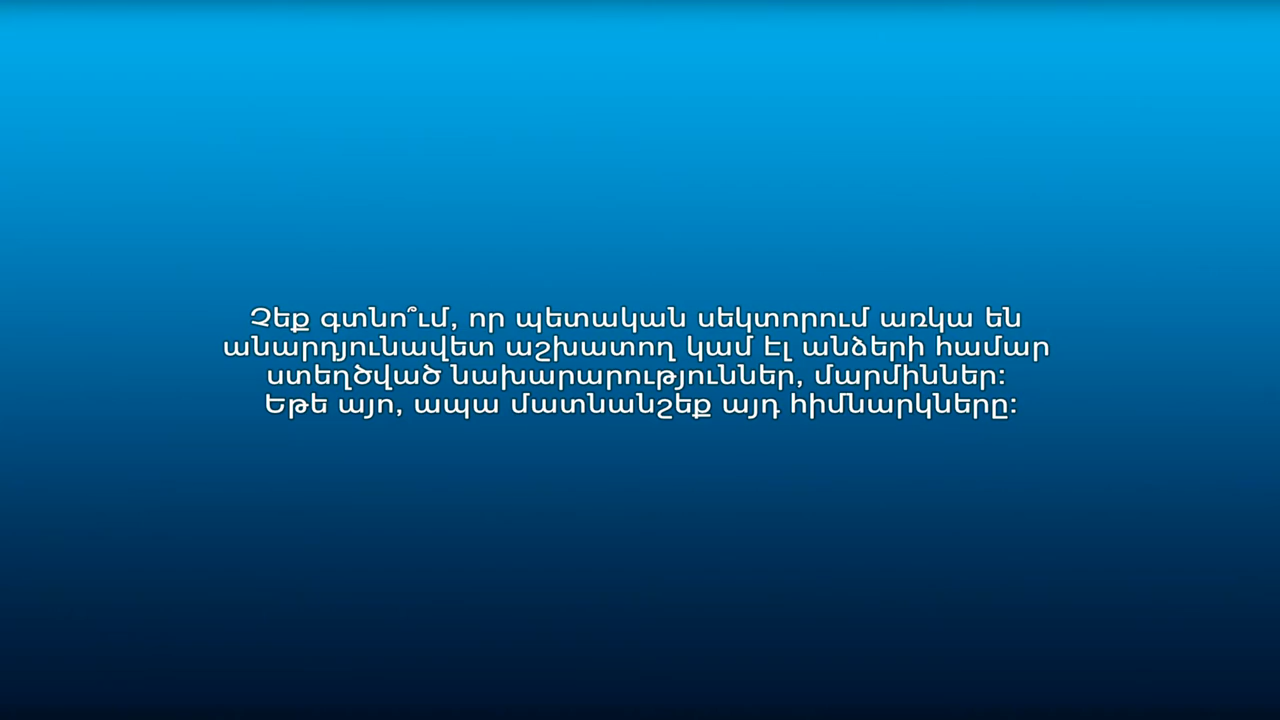 Չեք գտնո՞ւմ, որ պետական սեկտորում առկա են
անարդյունավետ աշխատող կամ էլ անձերի համար
ստեղծված նախարարություններ, մարմիններ:
Եթե այո, ապա մատնանշեք այդ հիմնարկները: